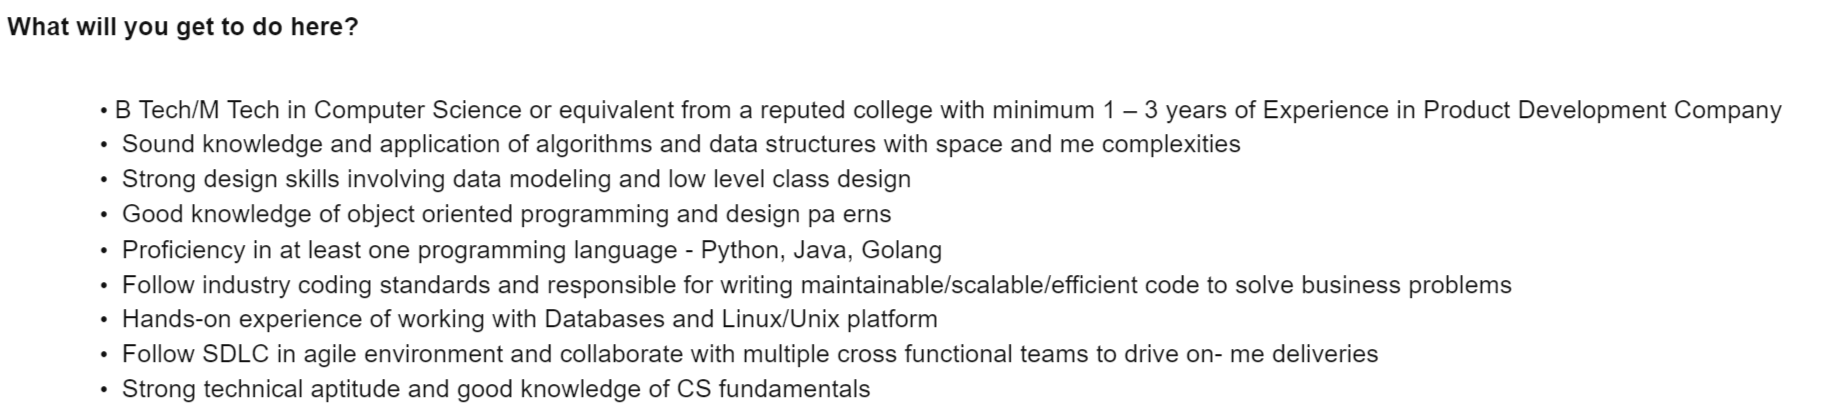 What will you get to do here?
• B Tech/M Tech in Computer Science or equivalent from a reputed college with minimum 1 – 3 years of Experience in Product Development Company
• Sound knowledge and application of algorithms and data structures with space and me complexities
• Strong design skills involving data modeling and low level class design
• Good knowledge of object oriented programming and design pa erns
• Proficiency in at least one programming language - Python, Java, Golang
• Follow industry coding standards and responsible for writing maintainable/scalable/efficient code to solve business problems
• Hands-on experience of working with Databases and Linux/Unix platform
• Follow SDLC in agile environment and collaborate with multiple cross functional teams to drive on- me deliveries
• Strong technical aptitude and good knowledge of CS fundamentals